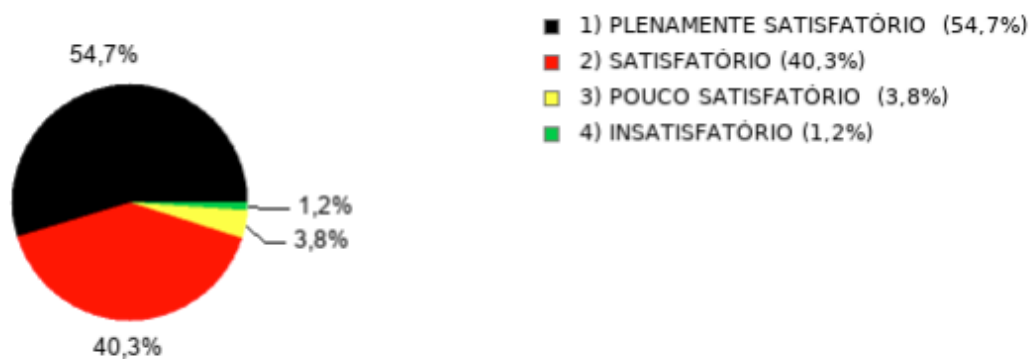 54,7%
1,2%
3,8%
40,3%
1) PLENAMENTE SATISFATÓRIO (54,7%)
2) SATISFATÓRIO (40,3%)
3) POUCO SATISFATÓRIO (3,8%)
4) INSATISFATÓRIO (1,2%)